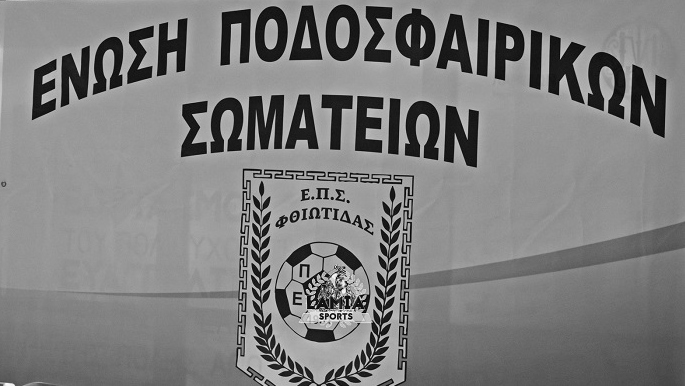 ΕΝΩΣΗ ΠΟΔΟΣΦΑΙΡΙΚΩΝ
ΣΩΜΑΤΕΙΩΝ
Ε.Π.Σ.
ΦΘΙΩΤΙΔΑΣ
Π
Ε
LAMIA
SPORTS